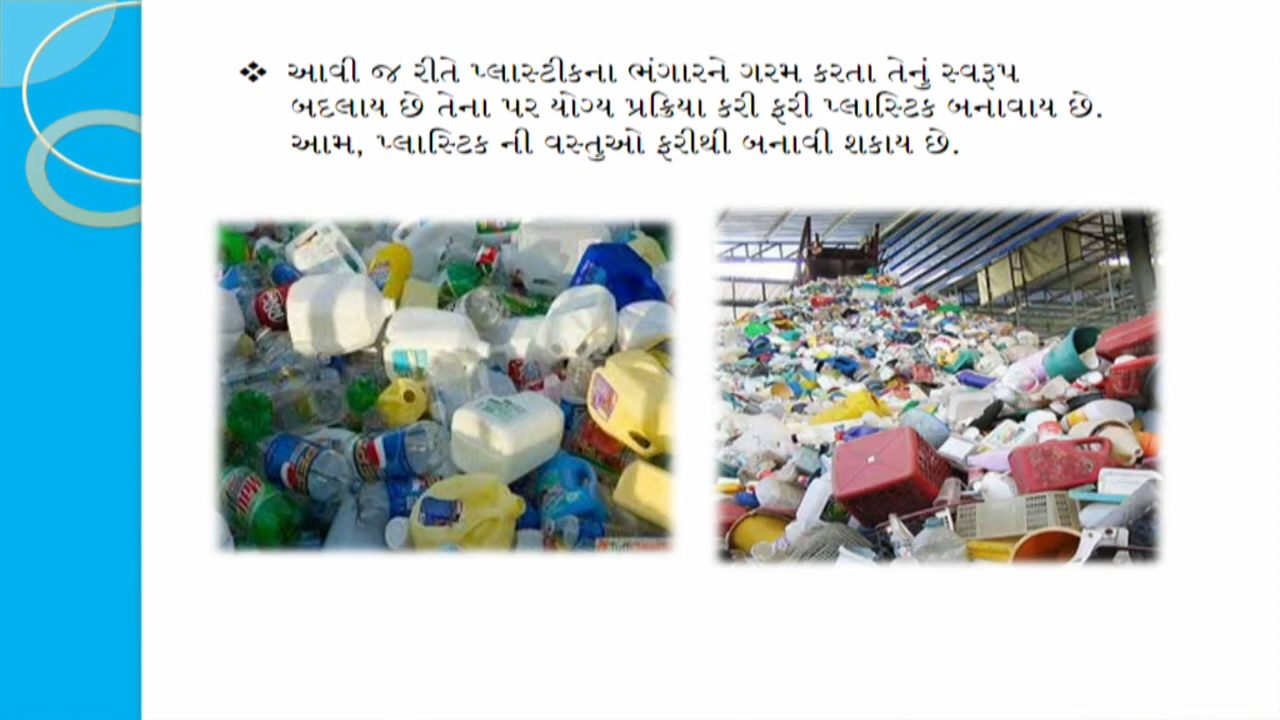 ❖ આવી જ રીતે પ્લાસ્ટીકના ભંગારને ગરમ કરતા તેનું સ્વરૂપ
બદલાય છે તેના પર યોગ્ય પ્રક્રિયા કરી ફરી પ્લાસ્ટિક બનાવાય છે.
આમ, પ્લાસ્ટિક ની વસ્તુઓ ફરીથી બનાવી શકાય છે.